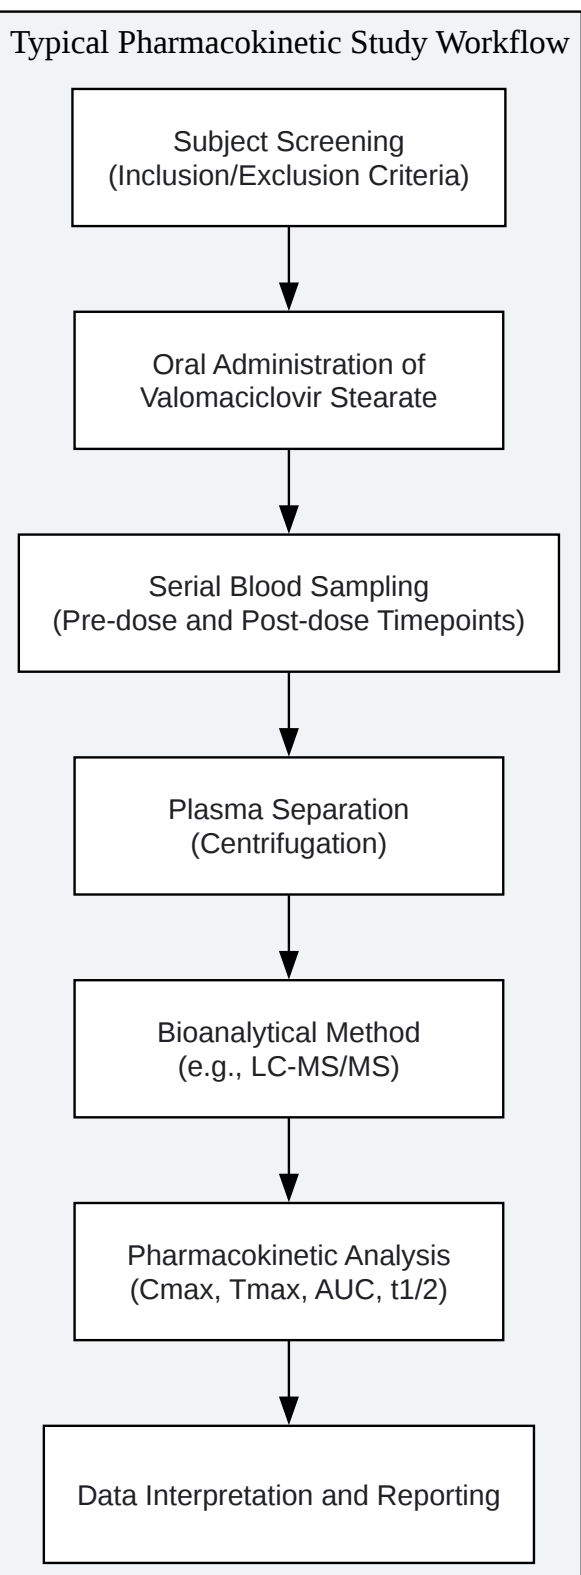 Typical Pharmacokinetic Study Workflow
Subject Screening
(Inclusion/Exclusion Criteria)
Oral Administration of
Valomaciclovir Stearate
Serial Blood Sampling
(Pre-dose and Post-dose Timepoints)
Plasma Separation
(Centrifugation)
Bioanalytical Method
(e.g., LC-MS/MS)
Pharmacokinetic Analysis
(Cmax, Tmax, AUC, t1/2)
Data Interpretation and Reporting